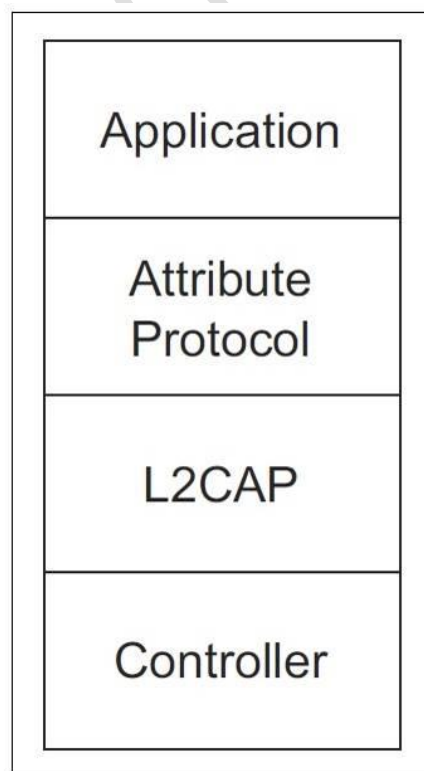 Application
Attribute
Protocol
L2CAP
Controller